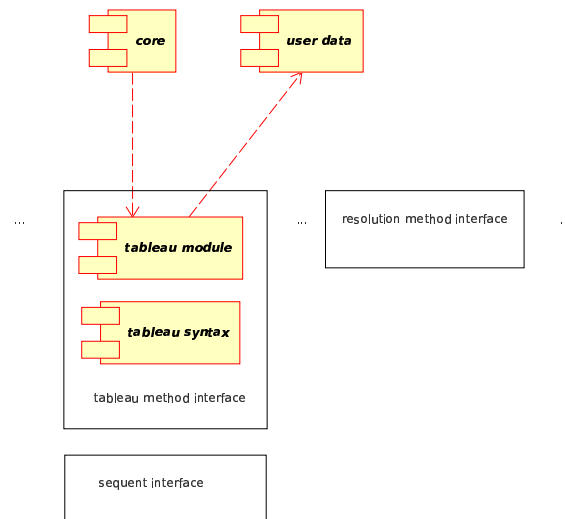 core
user data
...
tableau module
...
resolution method interface
.
tableau syntax
tableau method interface
sequent interface